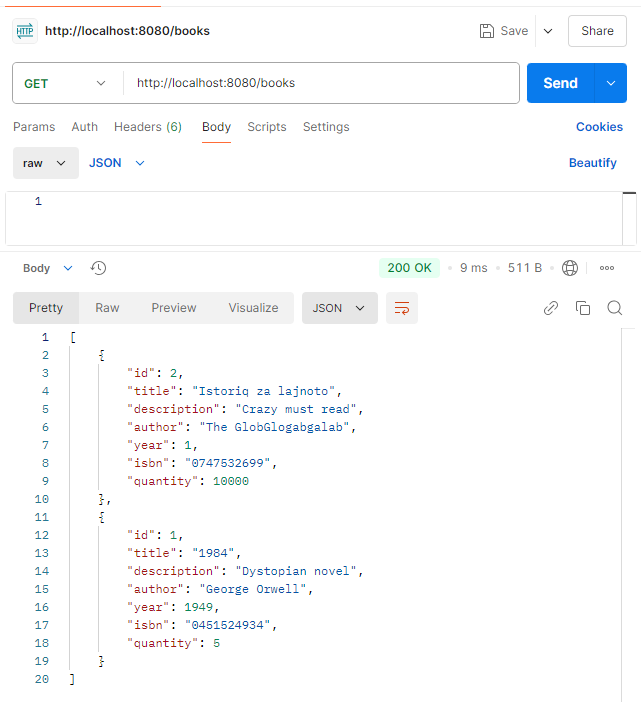 HTTP http://localhost:8080/books Save Share
GET http://localhost:8080/books Send
Params Auth Headers (6) Body Scripts Settings Cookies
raw JSON Beautify
1
Body 200 OK 9 ms 511 B
Pretty Raw Preview Visualize JSON
1 [
2 {
3 "id": 2,
4 "title": "Istoriq za lajnoto",
5 "description": "Crazy must read",
6 "author": "The GlobGlogabgalab",
7 "year": 1,
8 "isbn": "0747532699",
9 "quantity": 10000
10 },
11 {
12 "id": 1,
13 "title": "1984",
14 "description": "Dystopian novel",
15 "author": "George Orwell",
16 "year": 1949,
17 "isbn": "0451524934",
18 "quantity": 5
19 }
20 ]